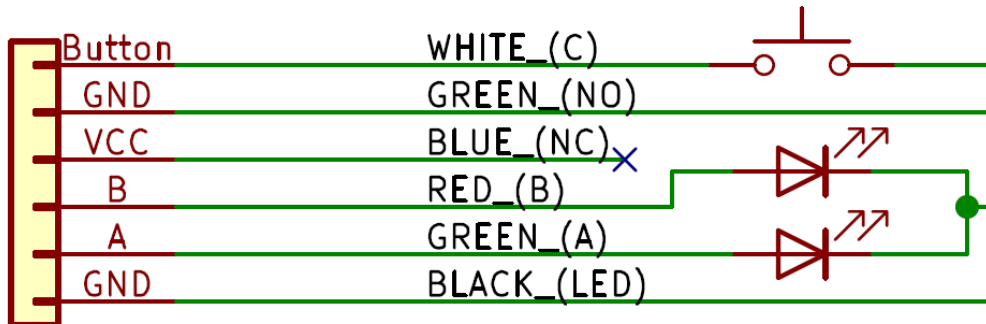 Button WHITE_(C)
GND GREEN_(NO)
VCC BLUE_(NC)
B RED_(B)
A GREEN_(A)
GND BLACK_(LED)